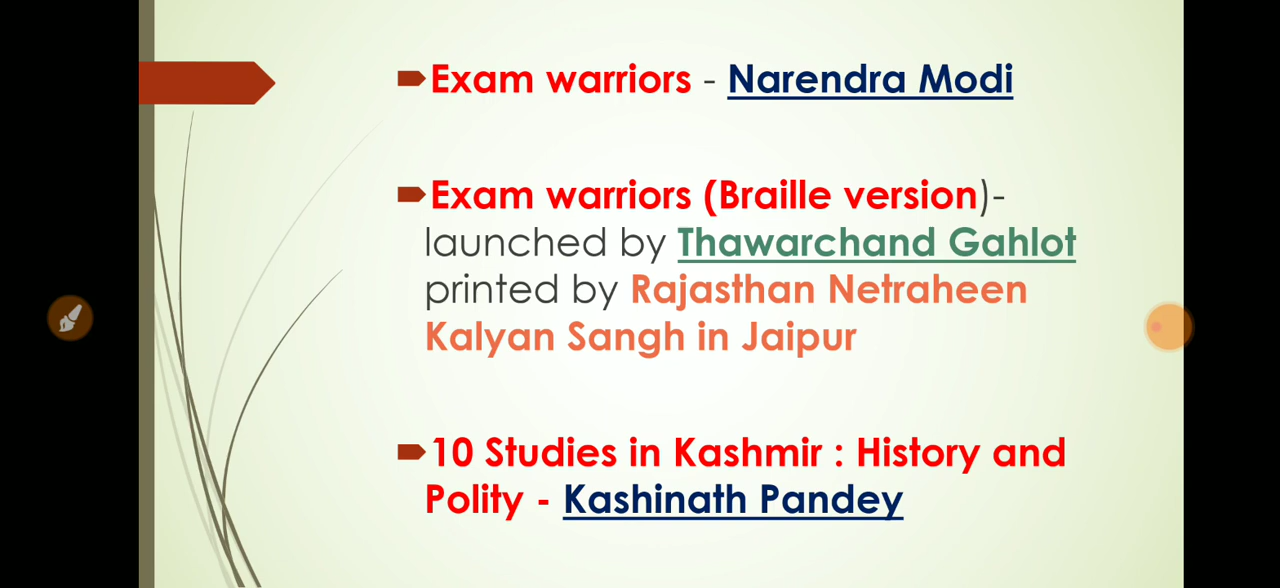 Exam warriors - Narendra Modi
Exam warriors (Braille version)-
launched by Thawarchand Gahlot
printed by Rajasthan Netraheen
Kalyan Sangh in Jaipur
10 Studies in Kashmir : History and
Polity - Kashinath Pandey